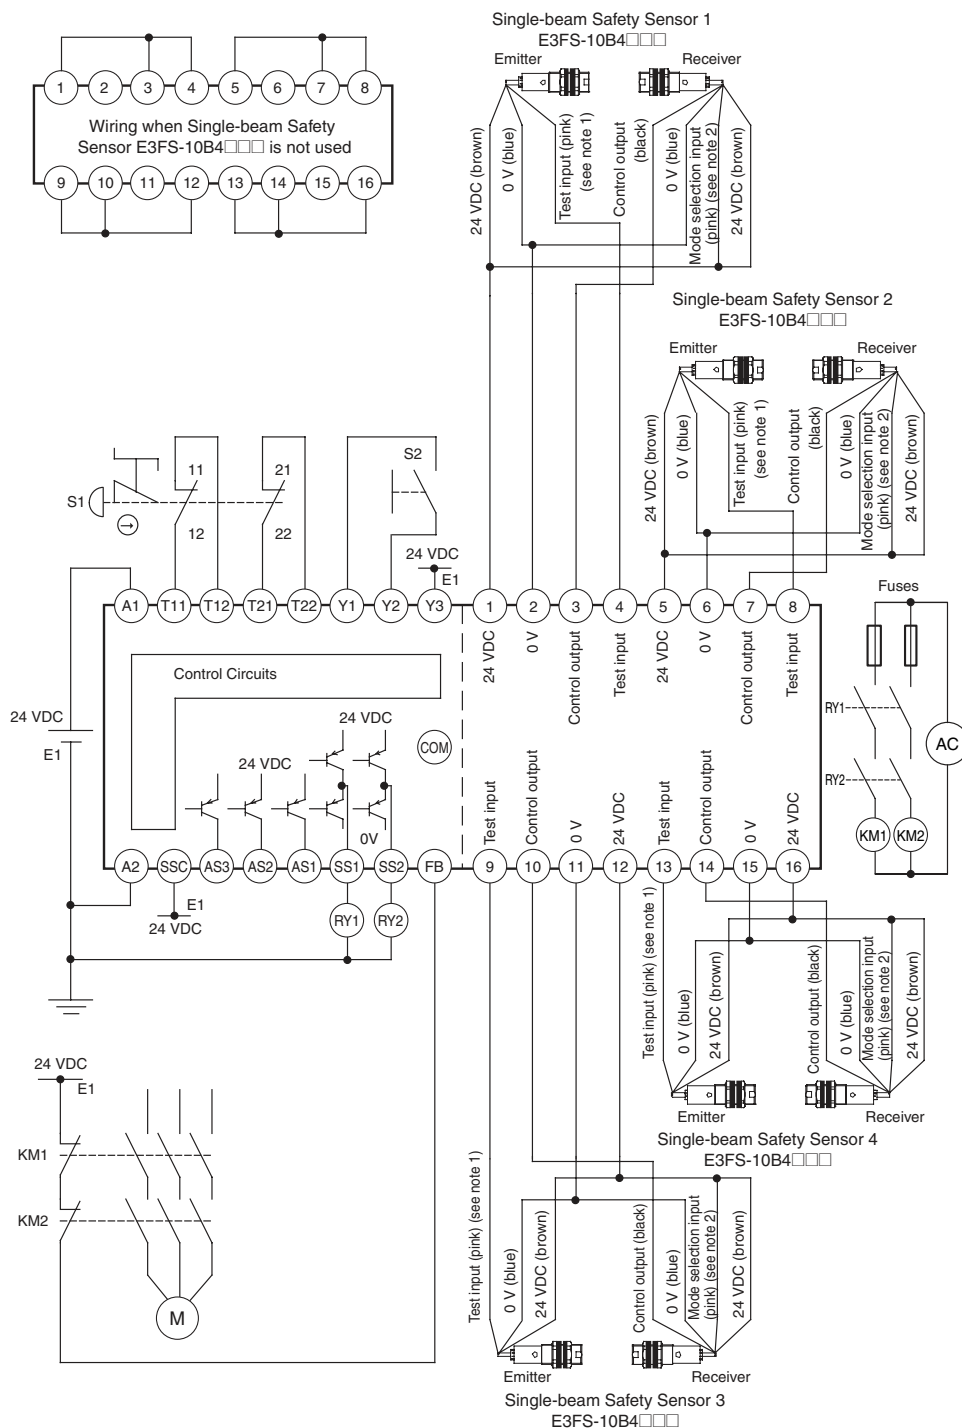 Single-beam Safety Sensor 1
E3FS-10B4□□□
Emitter
Receiver
1 2 3 4 5 6 7 8
Wiring when Single-beam Safety
Sensor E3FS-10B4□□□ is not used
9 10 11 12 13 14 15 16
24 VDC (brown)
0 V (blue)
Test input (pink)
(see note 1)
Control output
(black)
0 V (blue)
Mode selection input
(pink) (see note 2)
24 VDC (brown)
Single-beam Safety Sensor 2
E3FS-10B4□□□
Emitter
Receiver
24 VDC (brown)
0 V (blue)
Test input (pink)
(see note 1)
Control output
(black)
0 V (blue)
Mode selection input
(pink) (see note 2)
24 VDC (brown)
S1
11
12
21
22
S2
24 VDC
E1
A1 T11 T12 T21 T22 Y1 Y2 Y3 1 2 3 4 5 6 7 8
24 VDC
0 V
Control output
Test input
24 VDC
0 V
Control output
Test input
Control Circuits
24 VDC
E1
24 VDC
0V
COM
Fuses
RY1
RY2
AC
KM1 KM2
Test input
Control output
0 V
24 VDC
Test input
Control output
0 V
24 VDC
A2 SSC AS3 AS2 AS1 SS1 SS2 FB 9 10 11 12 13 14 15 16
E1
24 VDC
RY1 RY2
Test input (pink) (see note 1)
0 V (blue)
24 VDC (brown)
Control output (black)
0 V (blue)
Mode selection input
(pink) (see note 2)
24 VDC (brown)
Emitter
Receiver
Single-beam Safety Sensor 4
E3FS-10B4□□□
24 VDC
E1
KM1
KM2
M
Test input (pink) (see note 1)
0 V (blue)
24 VDC (brown)
Control output (black)
0 V (blue)
Mode selection input
(pink) (see note 2)
24 VDC (brown)
Emitter
Receiver
Single-beam Safety Sensor 3
E3FS-10B4□□□